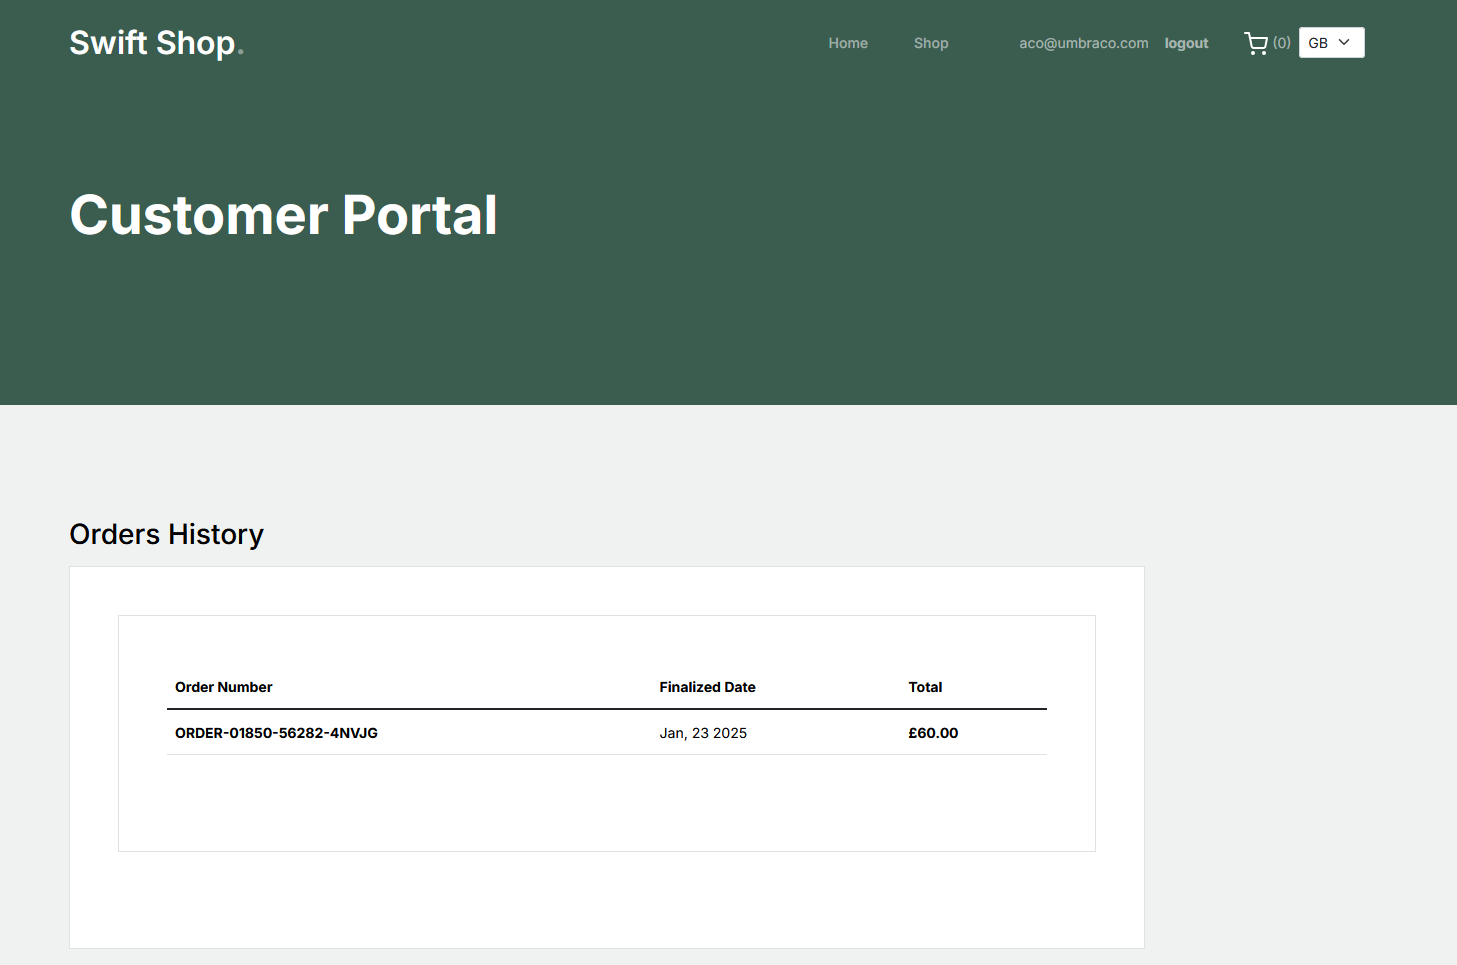 Swift Shop.
Home Shop aco@umbraco.com logout (0) GB
Customer Portal
Orders History
Order Number Finalized Date Total
ORDER-01850-56282-4NVJG Jan, 23 2025 £60.00